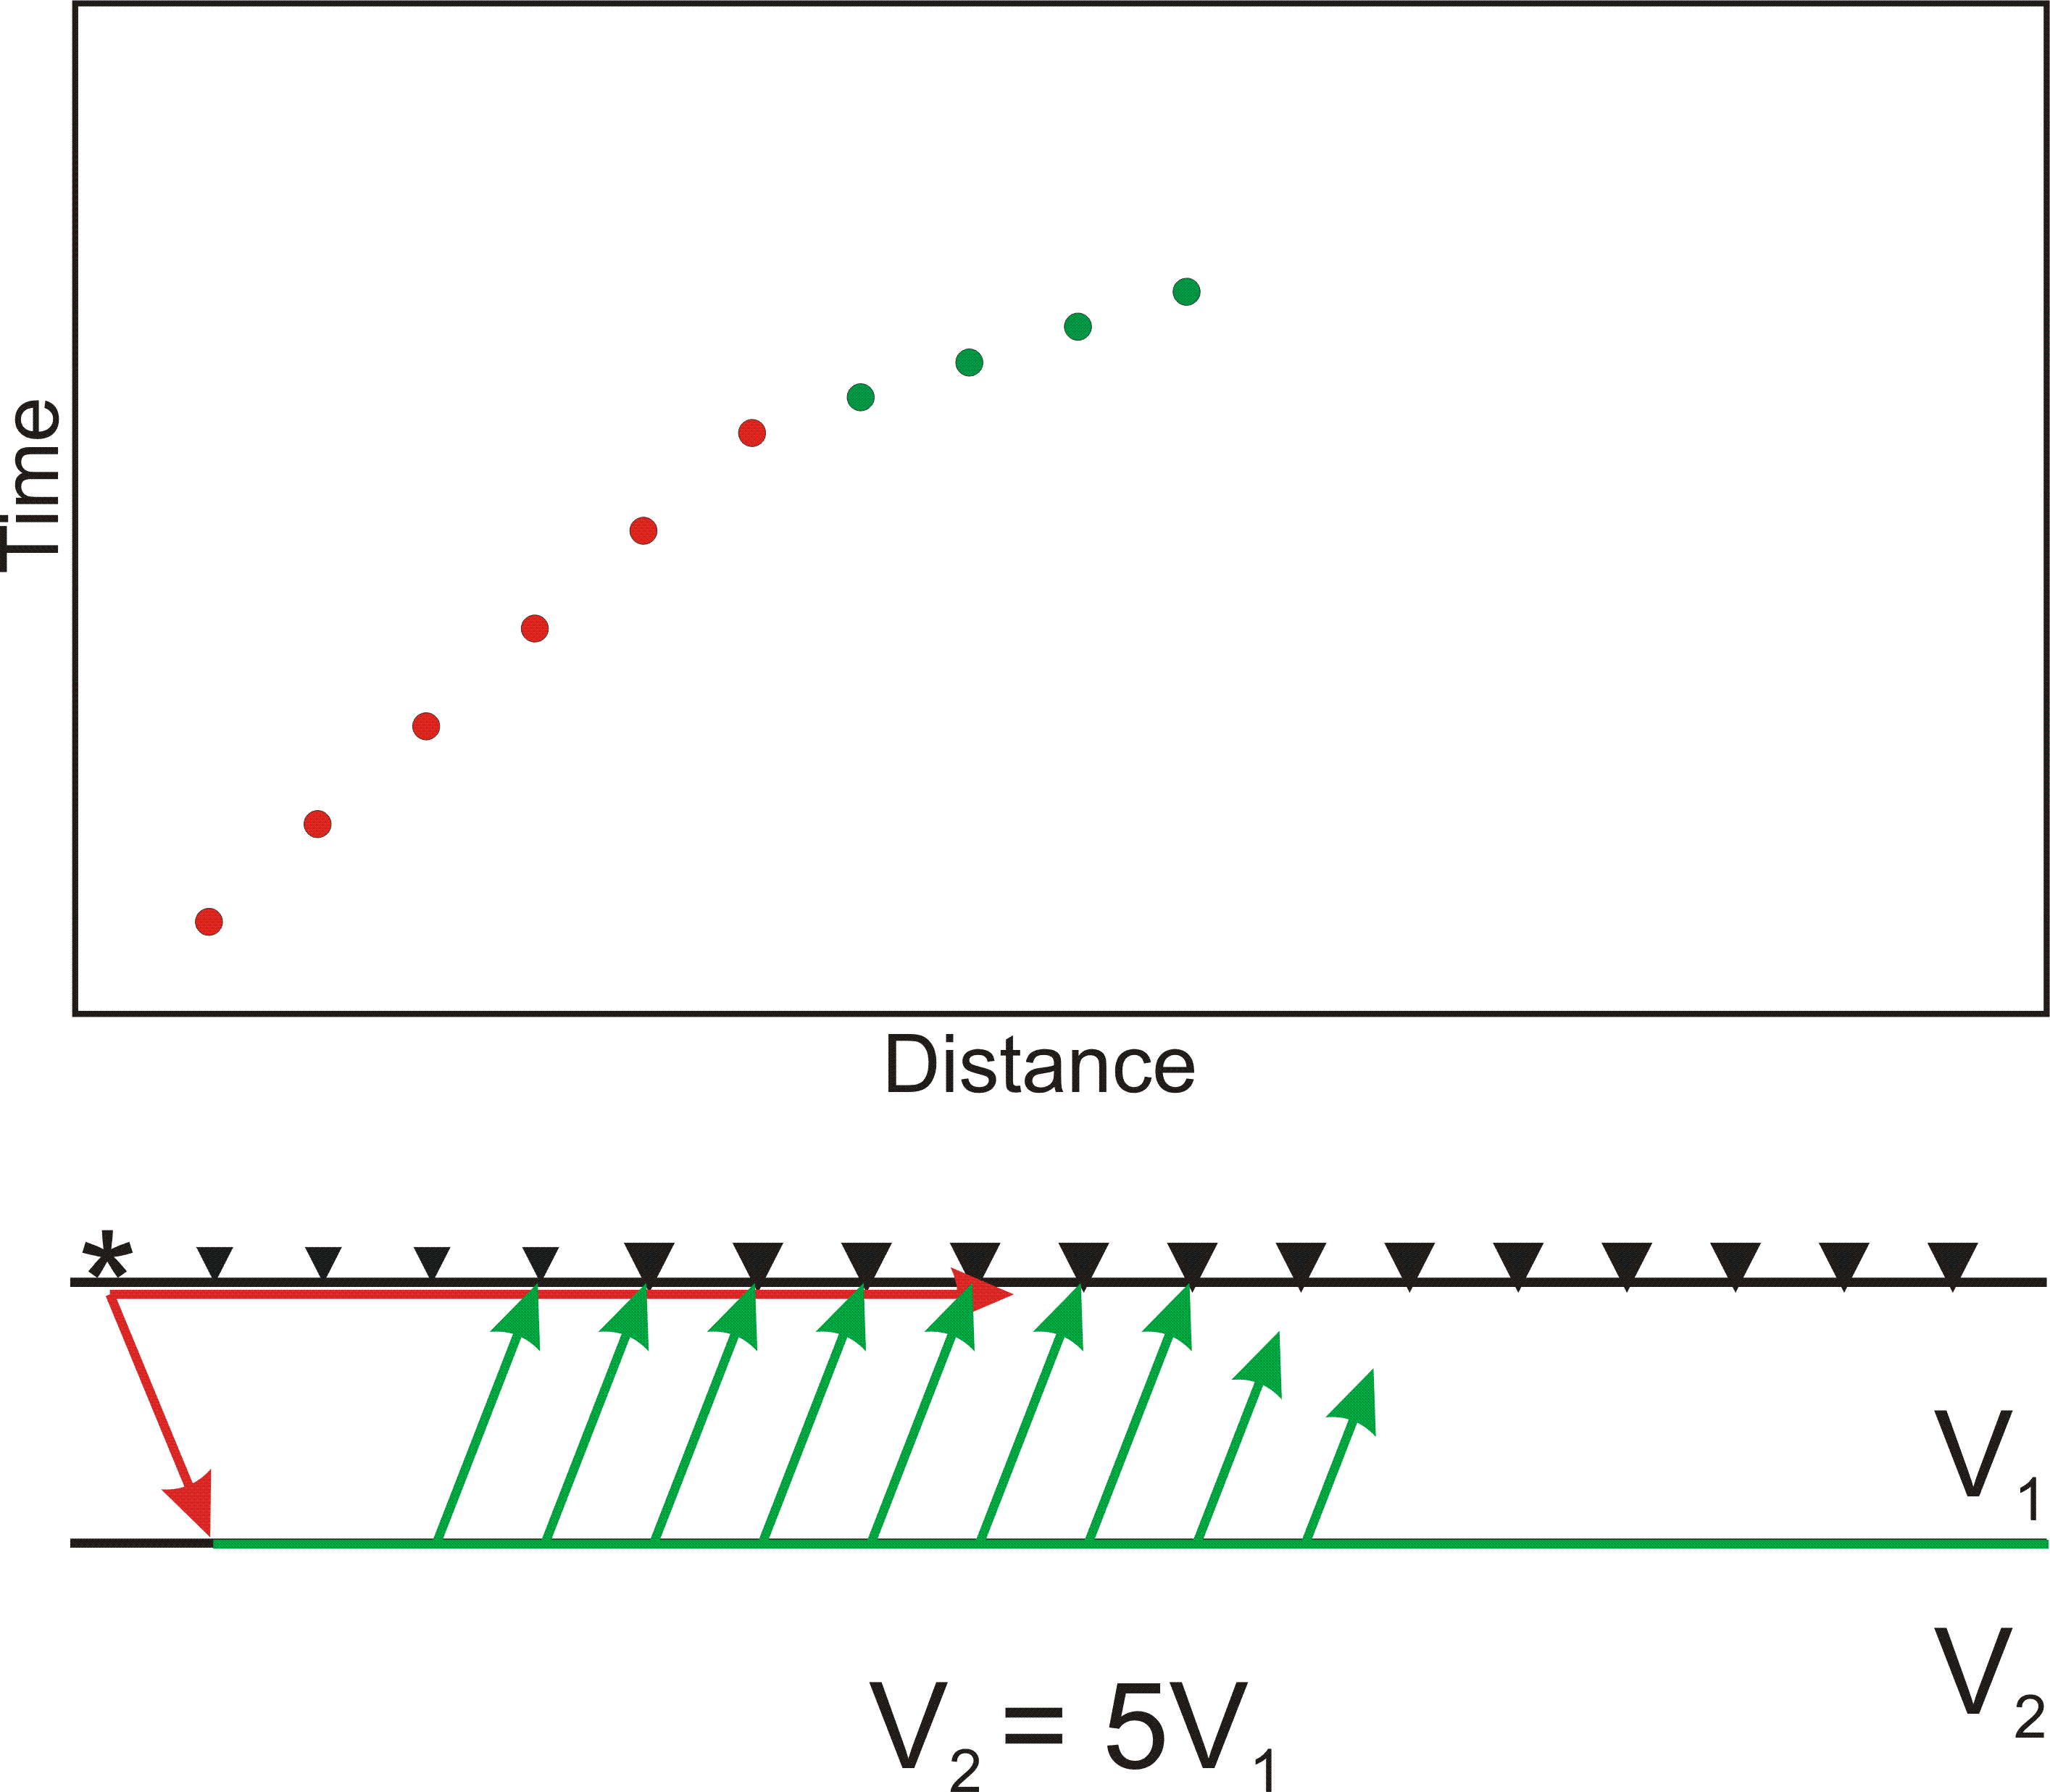 Time
Distance
*
V₁
V₂
V₂ = 5V₁